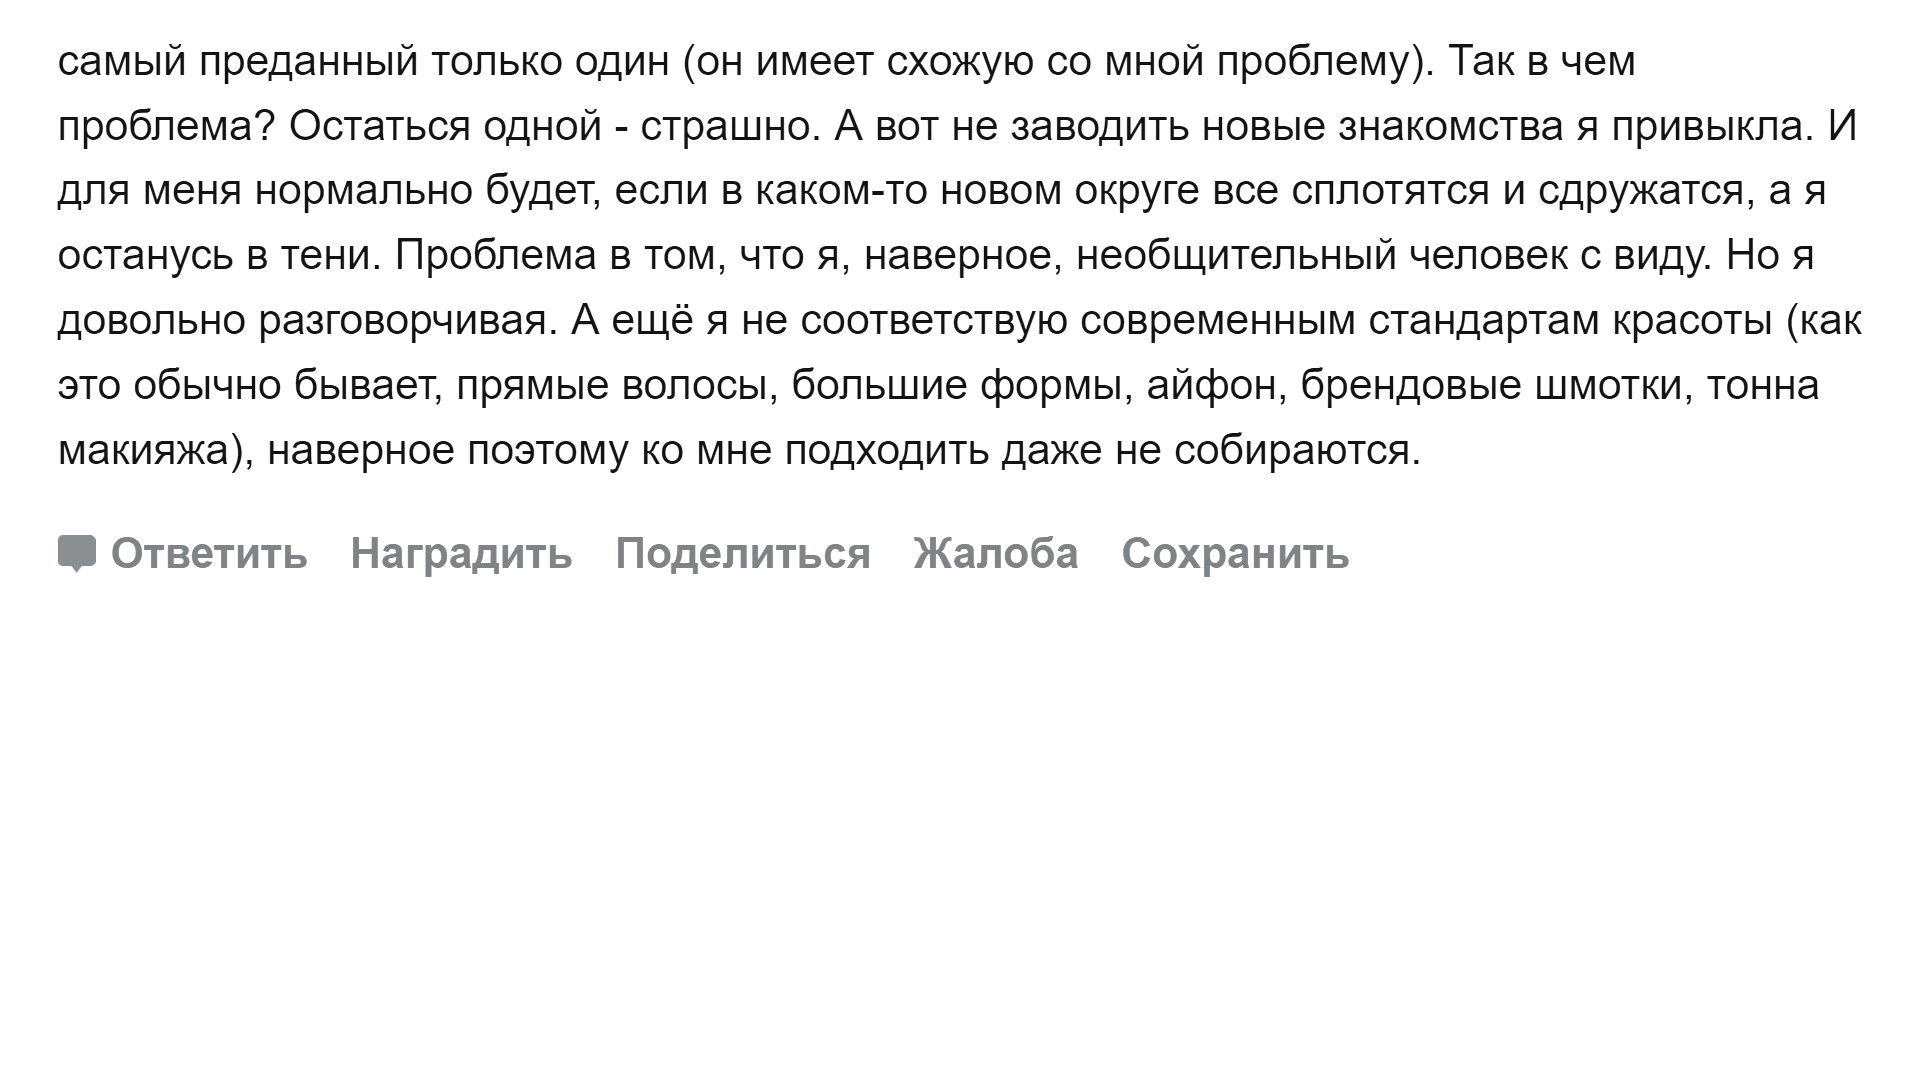 самый преданный только один (он имеет схожую со мной проблему). Так в чем
проблема? Остаться одной - страшно. А вот не заводить новые знакомства я привыкла. И
для меня нормально будет, если в каком-то новом округе все сплотятся и сдружатся, а я
останусь в тени. Проблема в том, что я, наверное, необщительный человек с виду. Но я
довольно разговорчивая. А ещё я не соответствую современным стандартам красоты (как
это обычно бывает, прямые волосы, большие формы, айфон, брендовые шмотки, тонна
макияжа), наверное поэтому ко мне подходить даже не собираются.
Ответить Наградить Поделиться Жалоба Сохранить